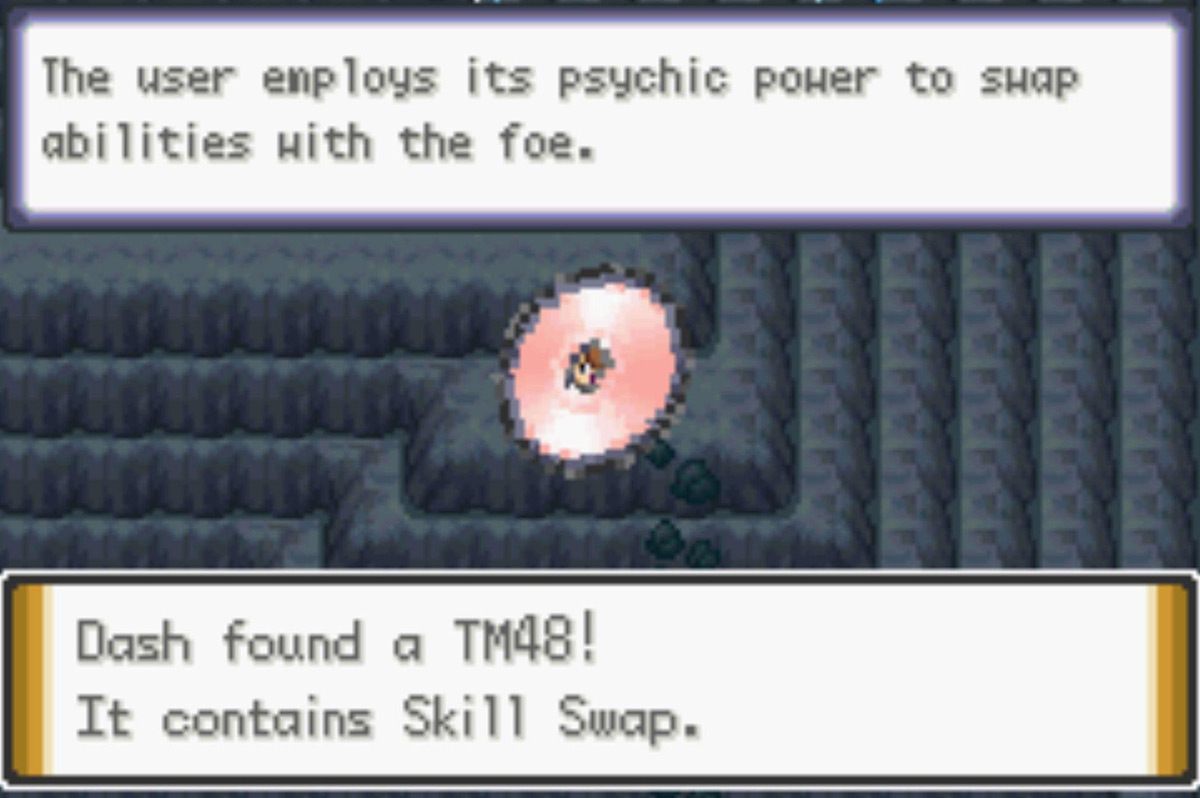 The user employs its psychic power to swap
abilities with the foe.
Dash found a TM48!
It contains Skill Swap.